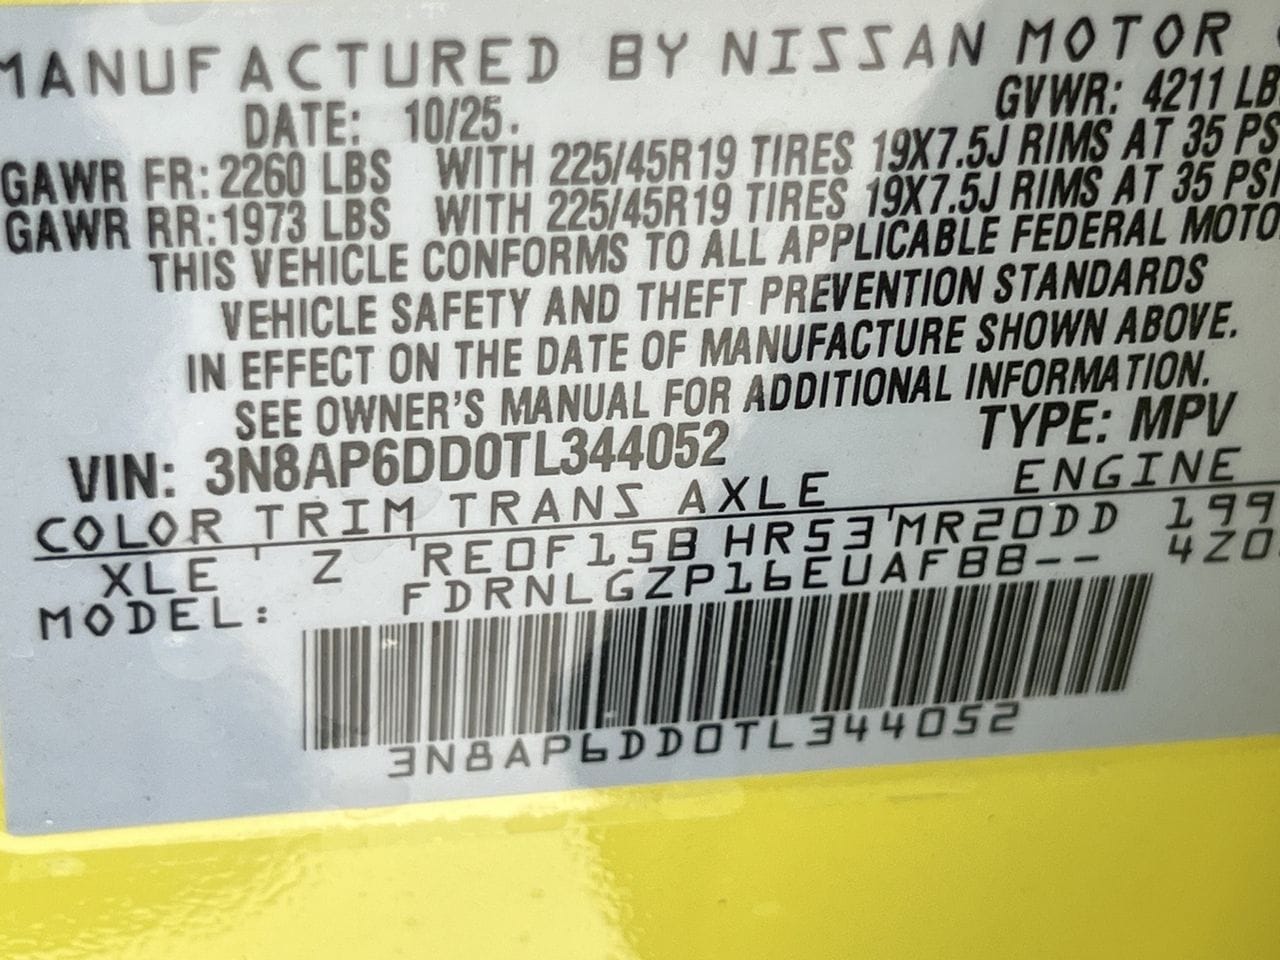 MANUFACTURED BY NISSAN MOTOR
DATE: 10/25. GVWR: 4211 LB
GAWR FR: 2260 LBS WITH 225/45R19 TIRES 19X7.5J RIMS AT 35 PS
GAWR RR: 1973 LBS WITH 225/45R19 TIRES 19X7.5J RIMS AT 35 PSI
THIS VEHICLE CONFORMS TO ALL APPLICABLE FEDERAL MOTO
VEHICLE SAFETY AND THEFT PREVENTION STANDARDS
IN EFFECT ON THE DATE OF MANUFACTURE SHOWN ABOVE.
SEE OWNER'S MANUAL FOR ADDITIONAL INFORMATION.
VIN: 3N8AP6DD0TL344052 TYPE: MPV
COLOR TRIM TRANS AXLE ENGINE
XLE Z RE0F15B HR53 MR20DD 199
MODEL: FDRNLGZP16EUAFBB-- 4Z0
3N8AP6DD0TL344052